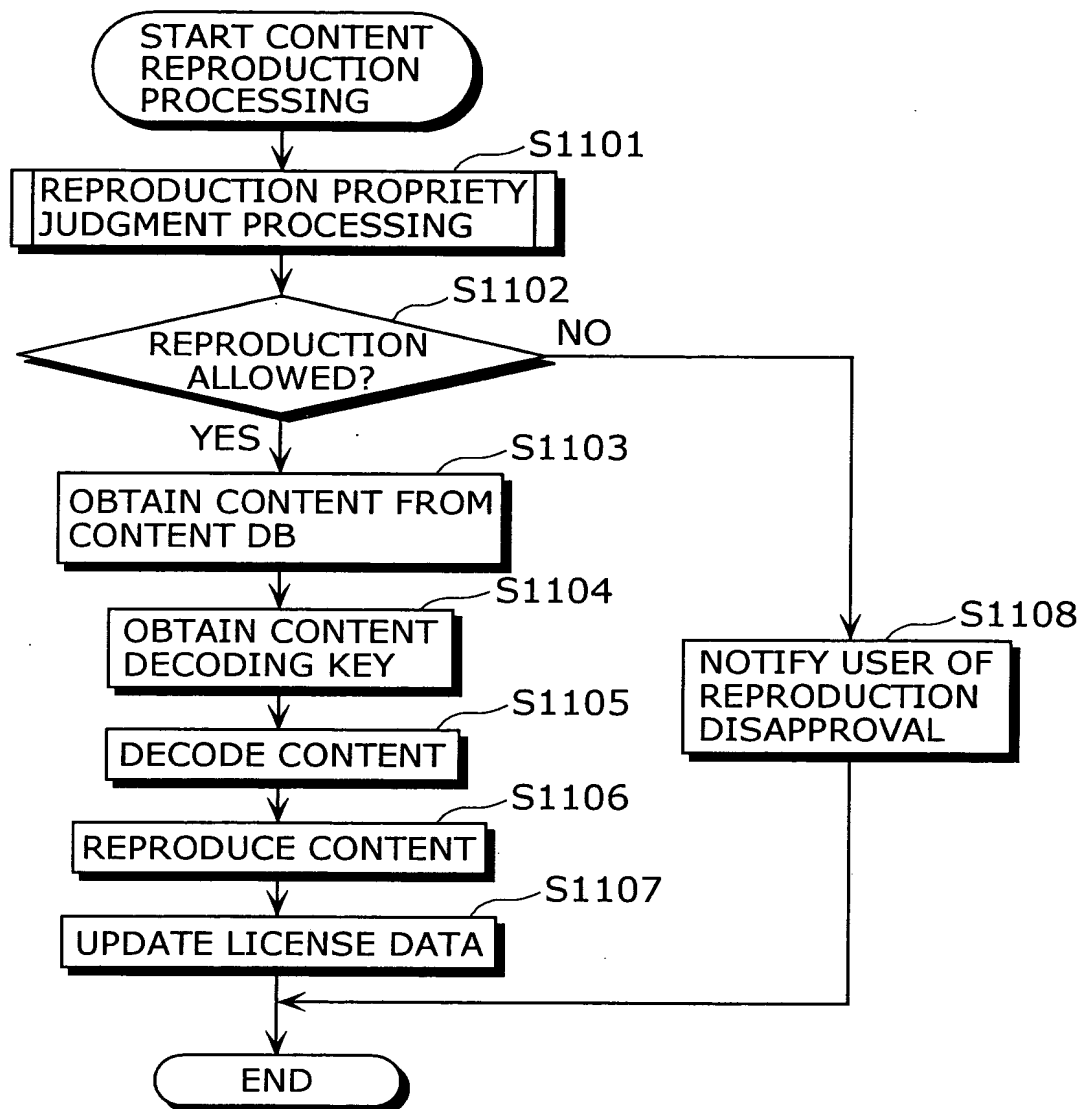 START CONTENT
REPRODUCTION
PROCESSING
S1101
REPRODUCTION PROPRIETY
JUDGMENT PROCESSING
S1102
REPRODUCTION
ALLOWED?
NO
YES
S1103
OBTAIN CONTENT FROM
CONTENT DB
S1104
OBTAIN CONTENT
DECODING KEY
S1108
NOTIFY USER OF
REPRODUCTION
DISAPPROVAL
S1105
DECODE CONTENT
S1106
REPRODUCE CONTENT
S1107
UPDATE LICENSE DATA
END